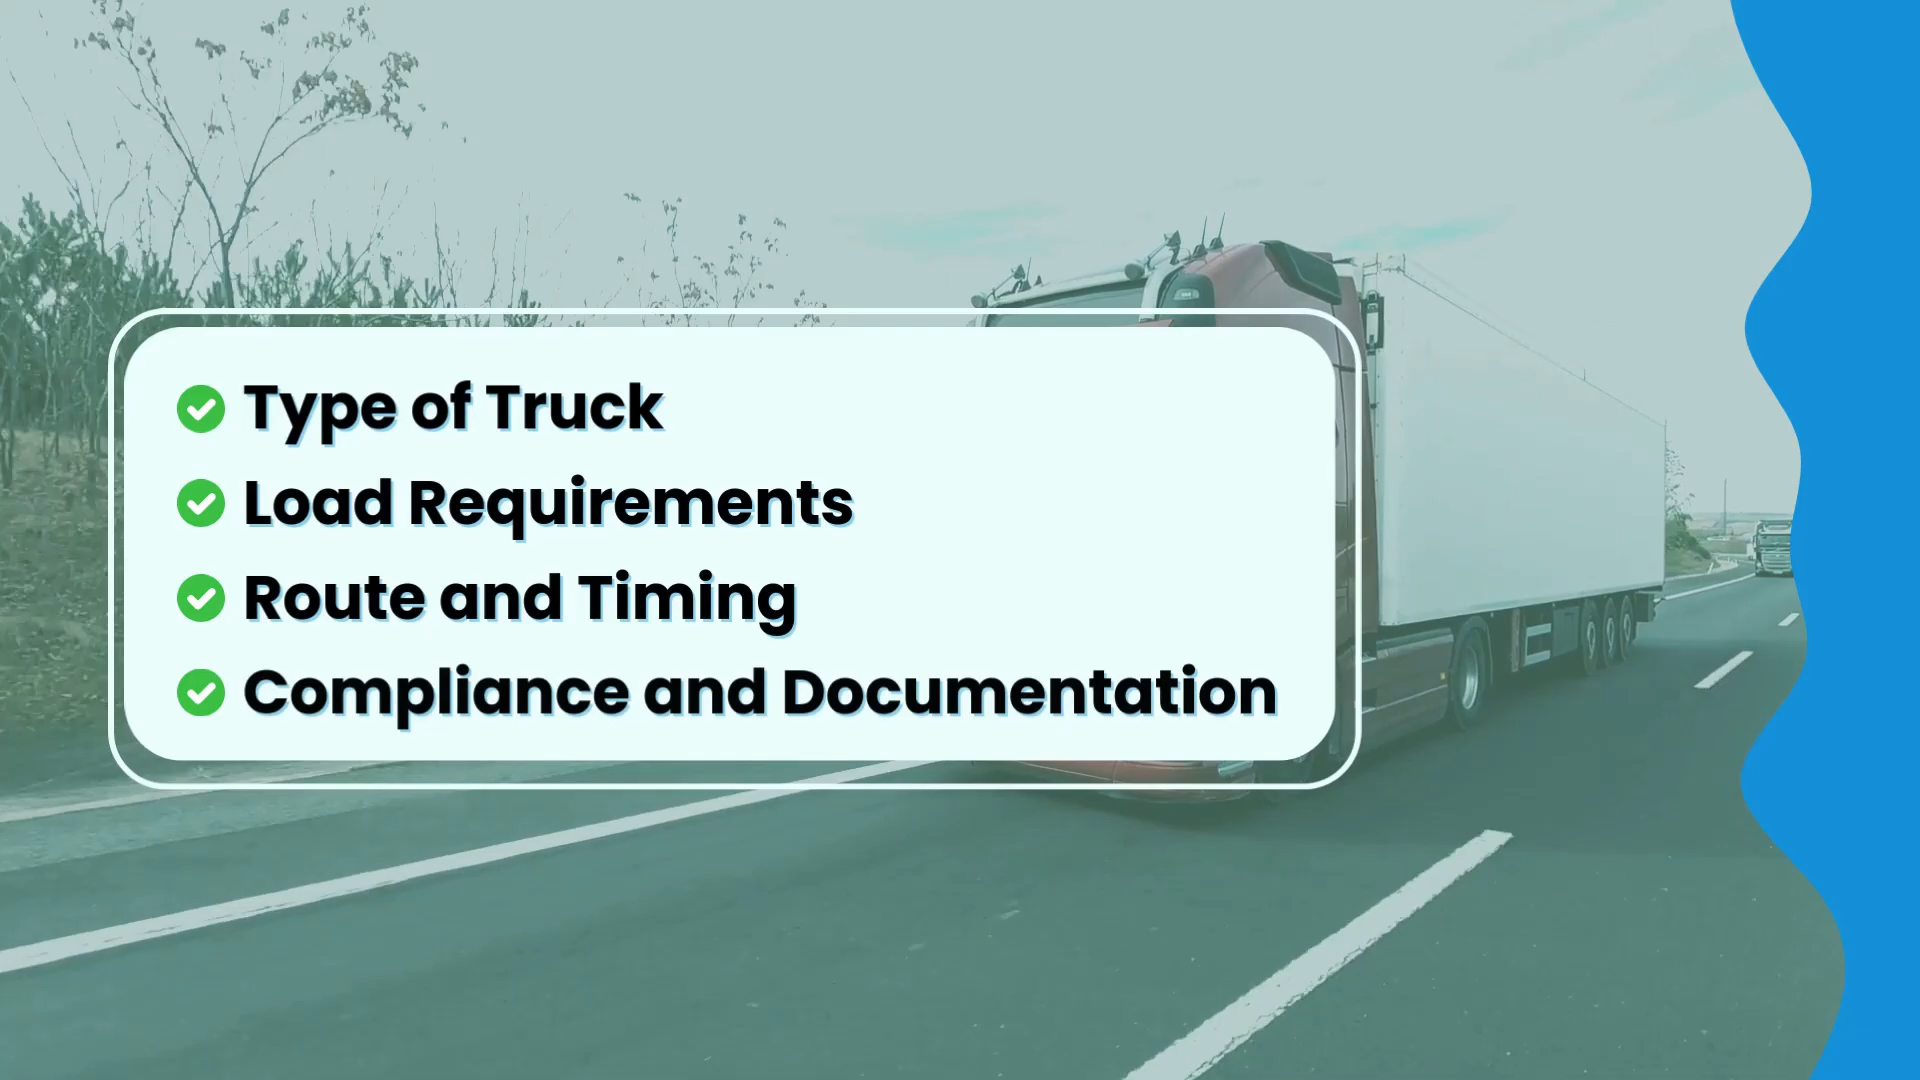 Type of Truck
Load Requirements
Route and Timing
Compliance and Documentation